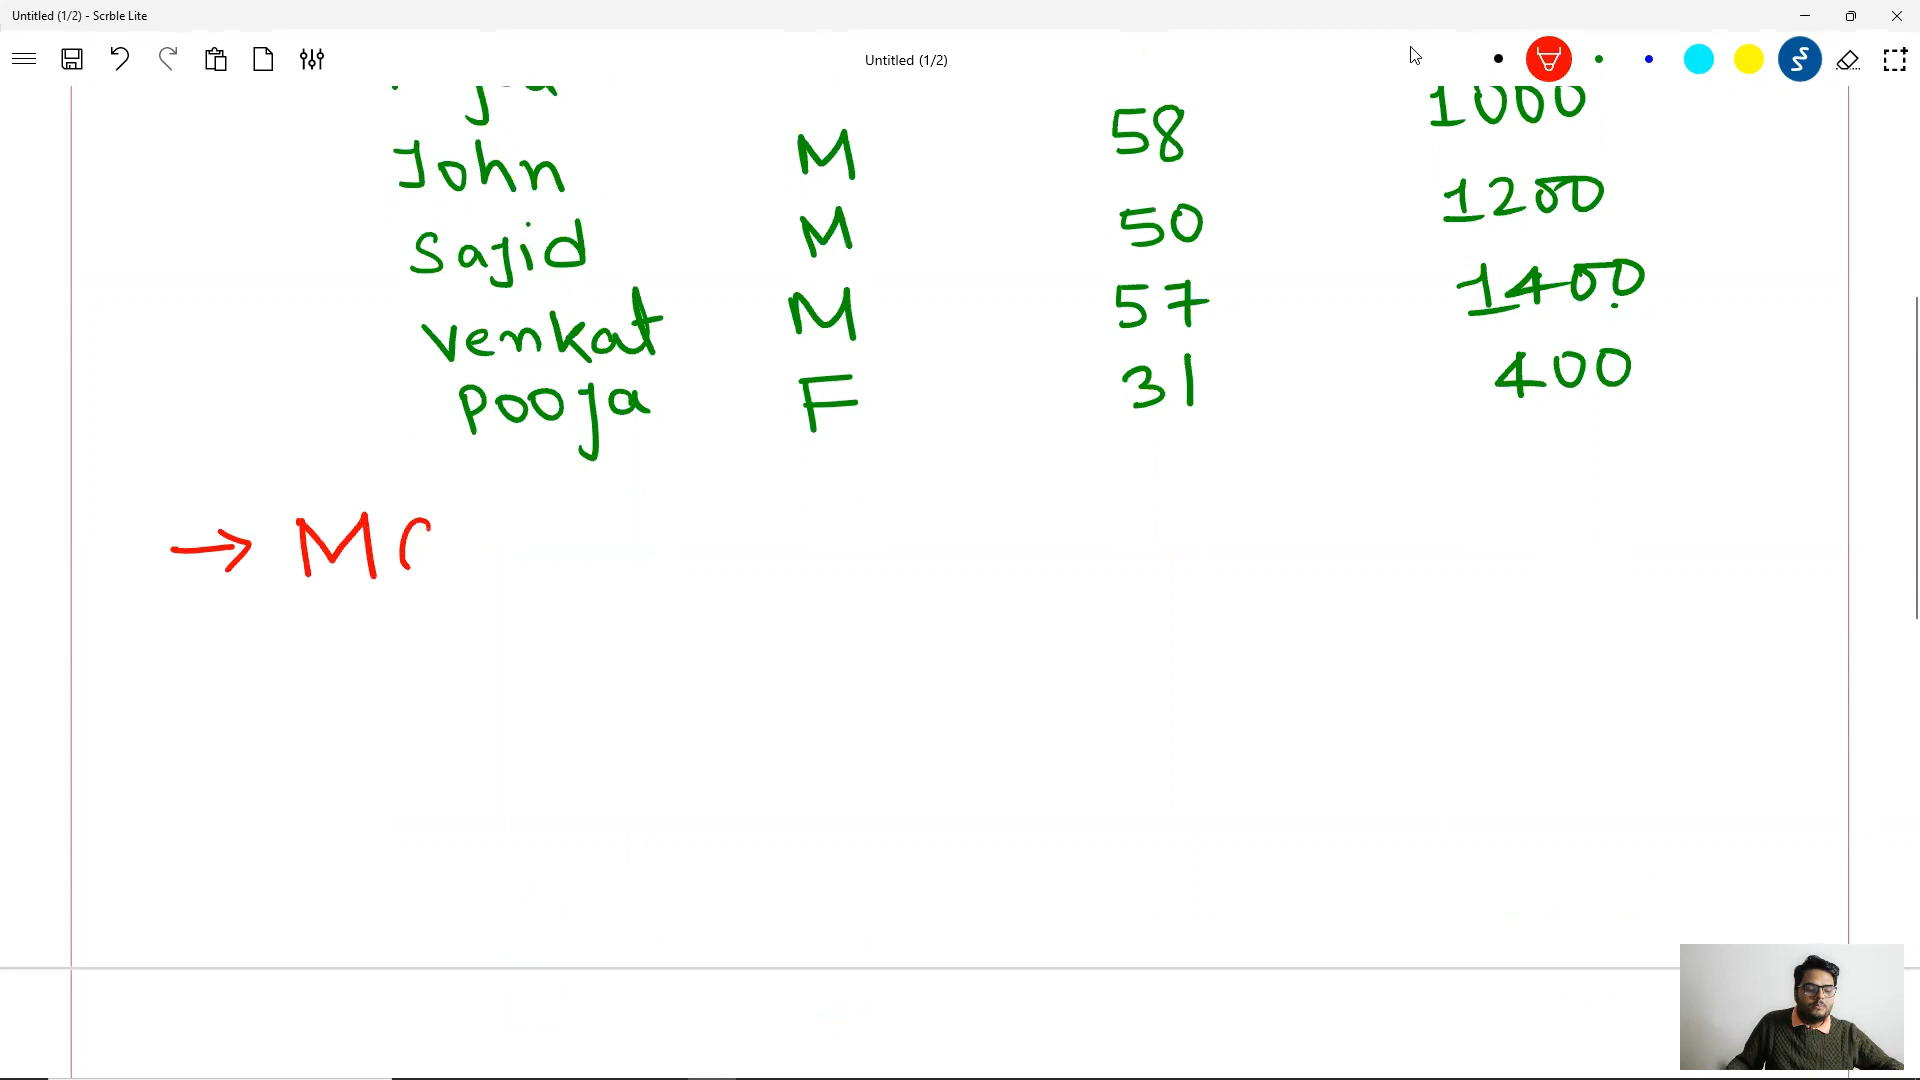 Untitled (1/2) - Scrble Lite
Untitled (1/2)
1000
John M 58
Sajid M 50 1200
Venkat M 57 1400
Pooja F 31 400
→ M